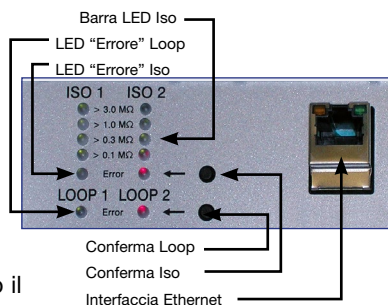 Barra LED Iso
LED "Errore" Loop
LED "Errore" Iso
ISO 1 ISO 2
> 3.0 MΩ
> 1.0 MΩ
> 0.3 MΩ
> 0.1 MΩ
Error
LOOP 1 LOOP 2
Error
Conferma Loop
Conferma Iso
o il
Interfaccia Ethernet